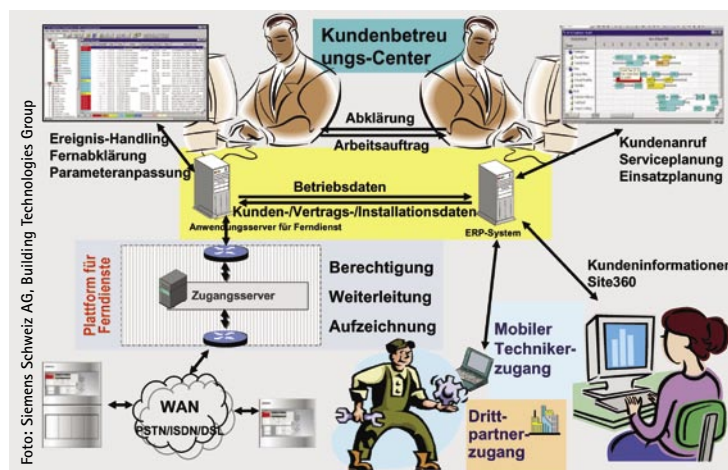 Foto: Siemens Schweiz AG, Building Technologies Group
Kundenbetreu
ungs-Center
Abklärung
Arbeitsauftrag
Ereignis-Handling
Fernabklärung
Parameteranpassung
Kundenanruf
Serviceplanung
Einsatzplanung
Betriebsdaten
Kunden-/Vertrags-/Installationsdaten
Anwendungsserver für Ferndienst
ERP-System
Plattform für
Ferndienste
Zugangsserver
Berechtigung
Weiterleitung
Aufzeichnung
Kundeninformationen
Site360
Mobiler
Techniker-
zugang
Dritt-
partner-
zugang
WAN
PSTN/ISDN/DSL